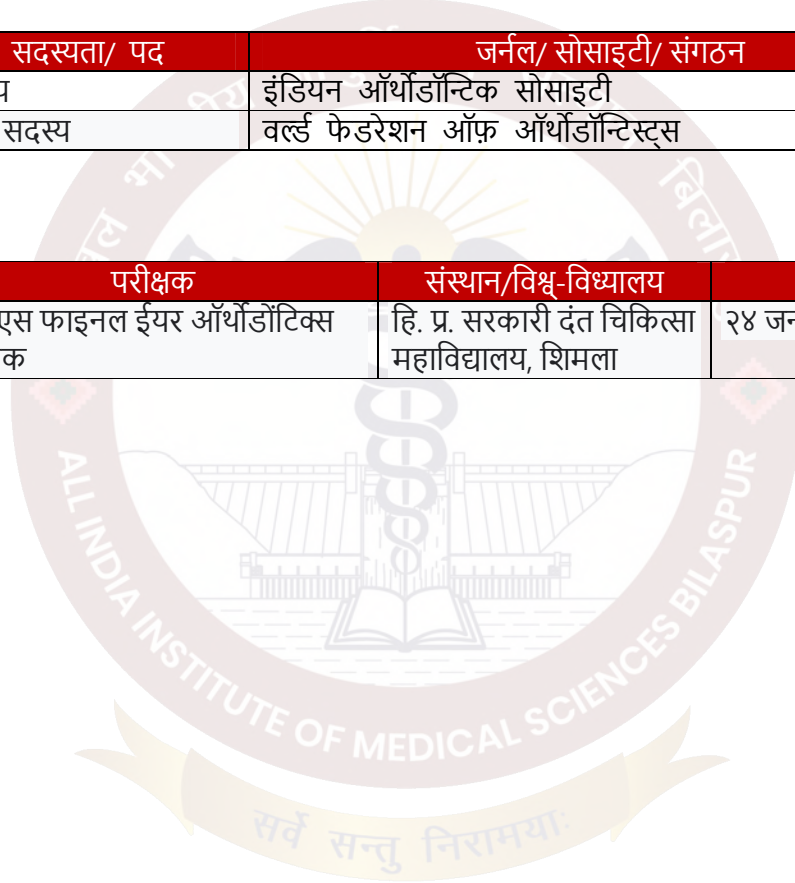 सदस्यता/ पद जर्नल/ सोसाइटी/ संगठन
य इंडियन ऑर्थोडॉन्टिक सोसाइटी
सदस्य वर्ल्ड फेडरेशन ऑफ़ ऑर्थोडॉन्टिस्ट्स
परीक्षक संस्थान/विश्व्-विध्यालय
एस फाइनल ईयर ऑर्थोडोंटिक्स हि. प्र. सरकारी दंत चिकित्सा २४ जन
क महाविद्यालय, शिमला
ALL INDIA INSTITUTE OF MEDICAL SCIENCES BILASPUR
सर्वे सन्तु निरामयाः